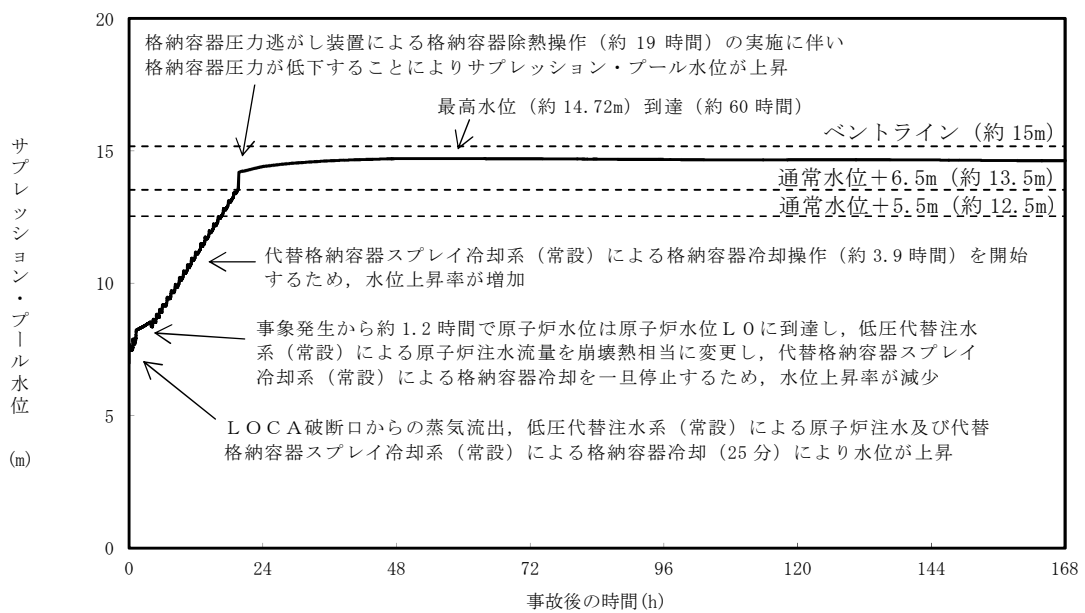 20
15
10
5
0
サプレッション・プール水位
(m)
格納容器圧力逃がし装置による格納容器除熱操作（約 19 時間）の実施に伴い
格納容器圧力が低下することによりサプレッション・プール水位が上昇
最高水位（約 14.72m）到達（約 60 時間）
ベントライン（約 15m）
通常水位＋6.5m（約 13.5m）
通常水位＋5.5m（約 12.5m）
代替格納容器スプレイ冷却系（常設）による格納容器冷却操作（約 3.9 時間）を開始
するため，水位上昇率が増加
事象発生から約 1.2 時間で原子炉水位は原子炉水位Ｌ０に到達し，低圧代替注水
系（常設）による原子炉注水流量を崩壊熱相当に変更し，代替格納容器スプレイ
冷却系（常設）による格納容器冷却を一旦停止するため，水位上昇率が減少
ＬＯＣＡ破断口からの蒸気流出，低圧代替注水系（常設）による原子炉注水及び代替
格納容器スプレイ冷却系（常設）による格納容器冷却（25 分）により水位が上昇
0 24 48 72 96 120 144 168
事故後の時間(h)